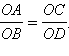 OA/OB = OC/OD.